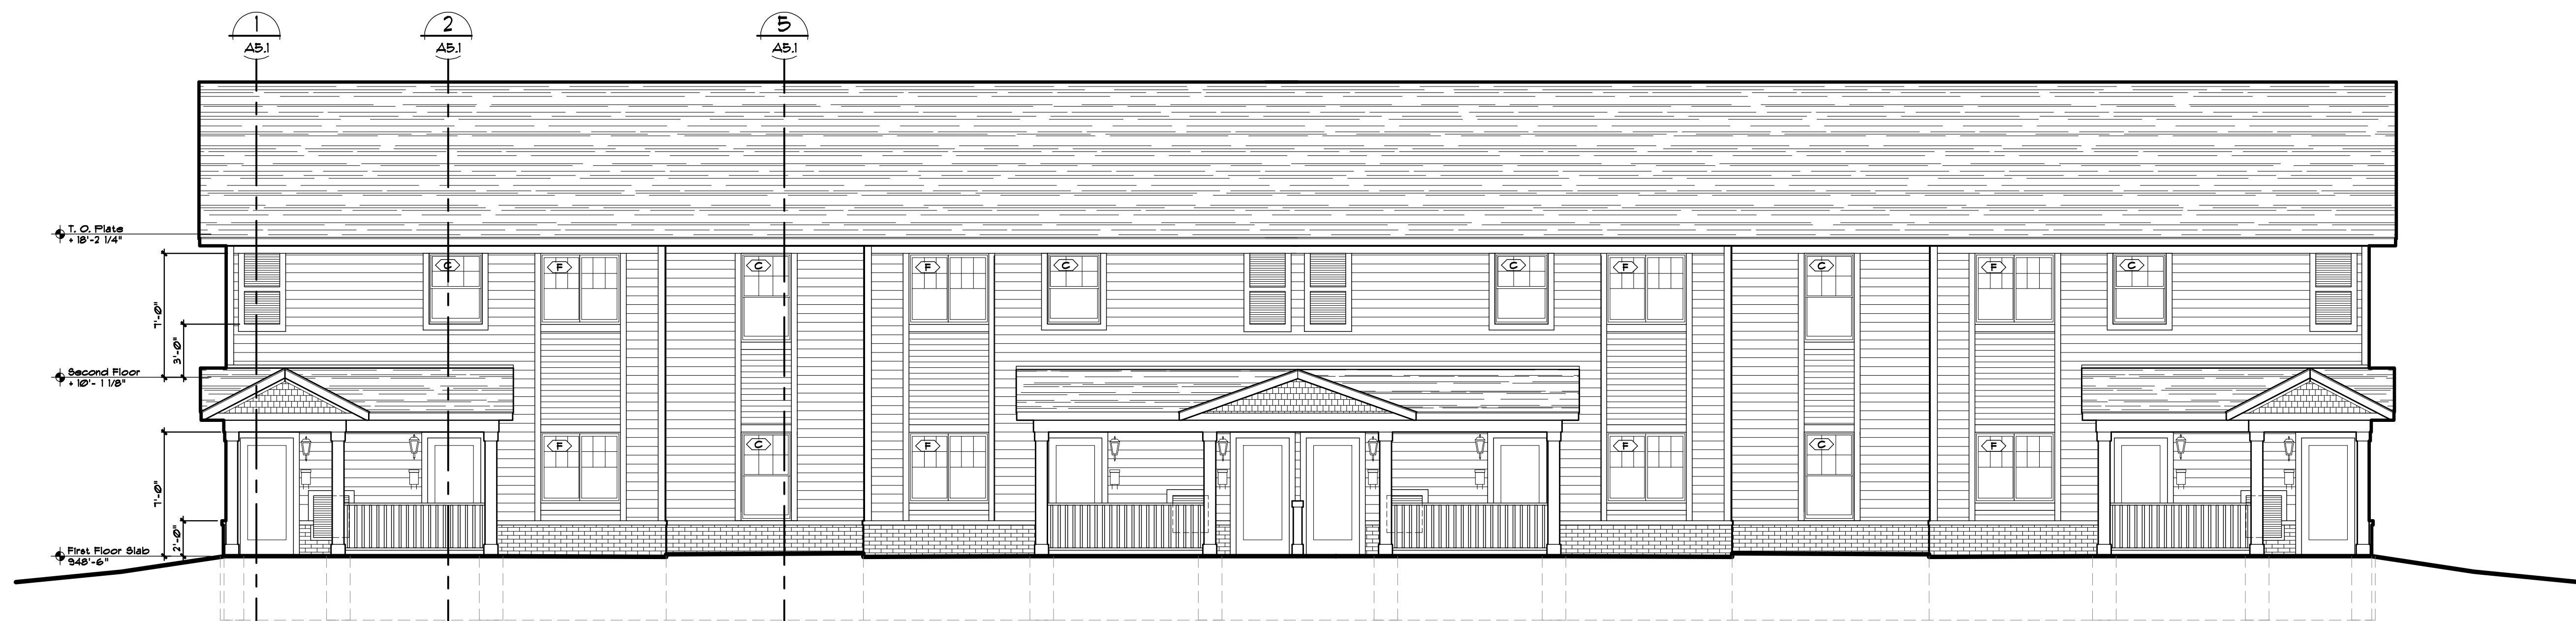 1
A5.1
2
A5.1
5
A5.1
T. O. Plate
+ 18'-2 1/4"
C
F
C
F
C
C
F
C
F
C
7'-0"
3'-0"
Second Floor
+ 10'- 1 1/8"
F
C
F
F
C
F
7'-0"
2'-0"
First Floor Slab
948'-6"